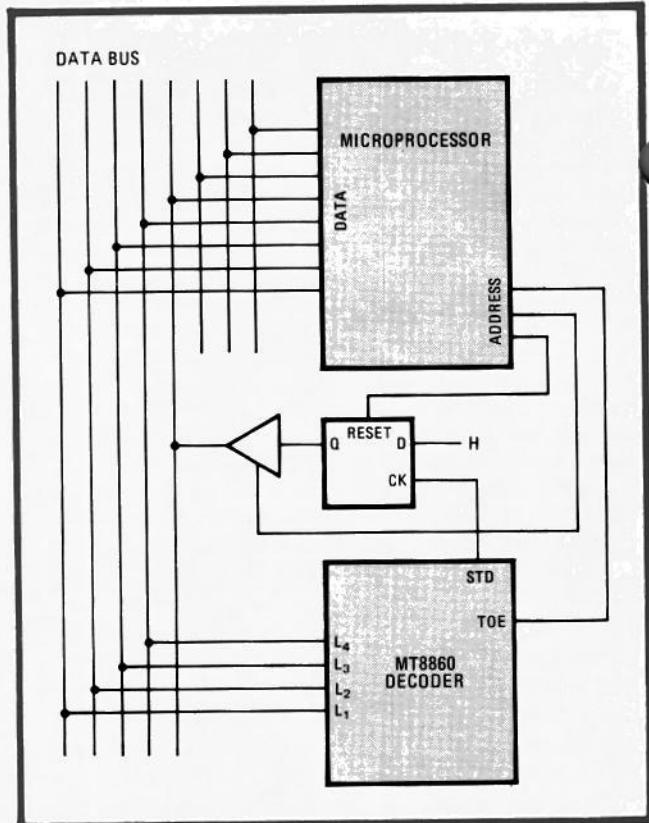 DATA BUS
MICROPROCESSOR
DATA
ADDRESS
RESET
Q
D
H
CK
STD
TOE
L4
L3
MT8860
DECODER
L2
L1